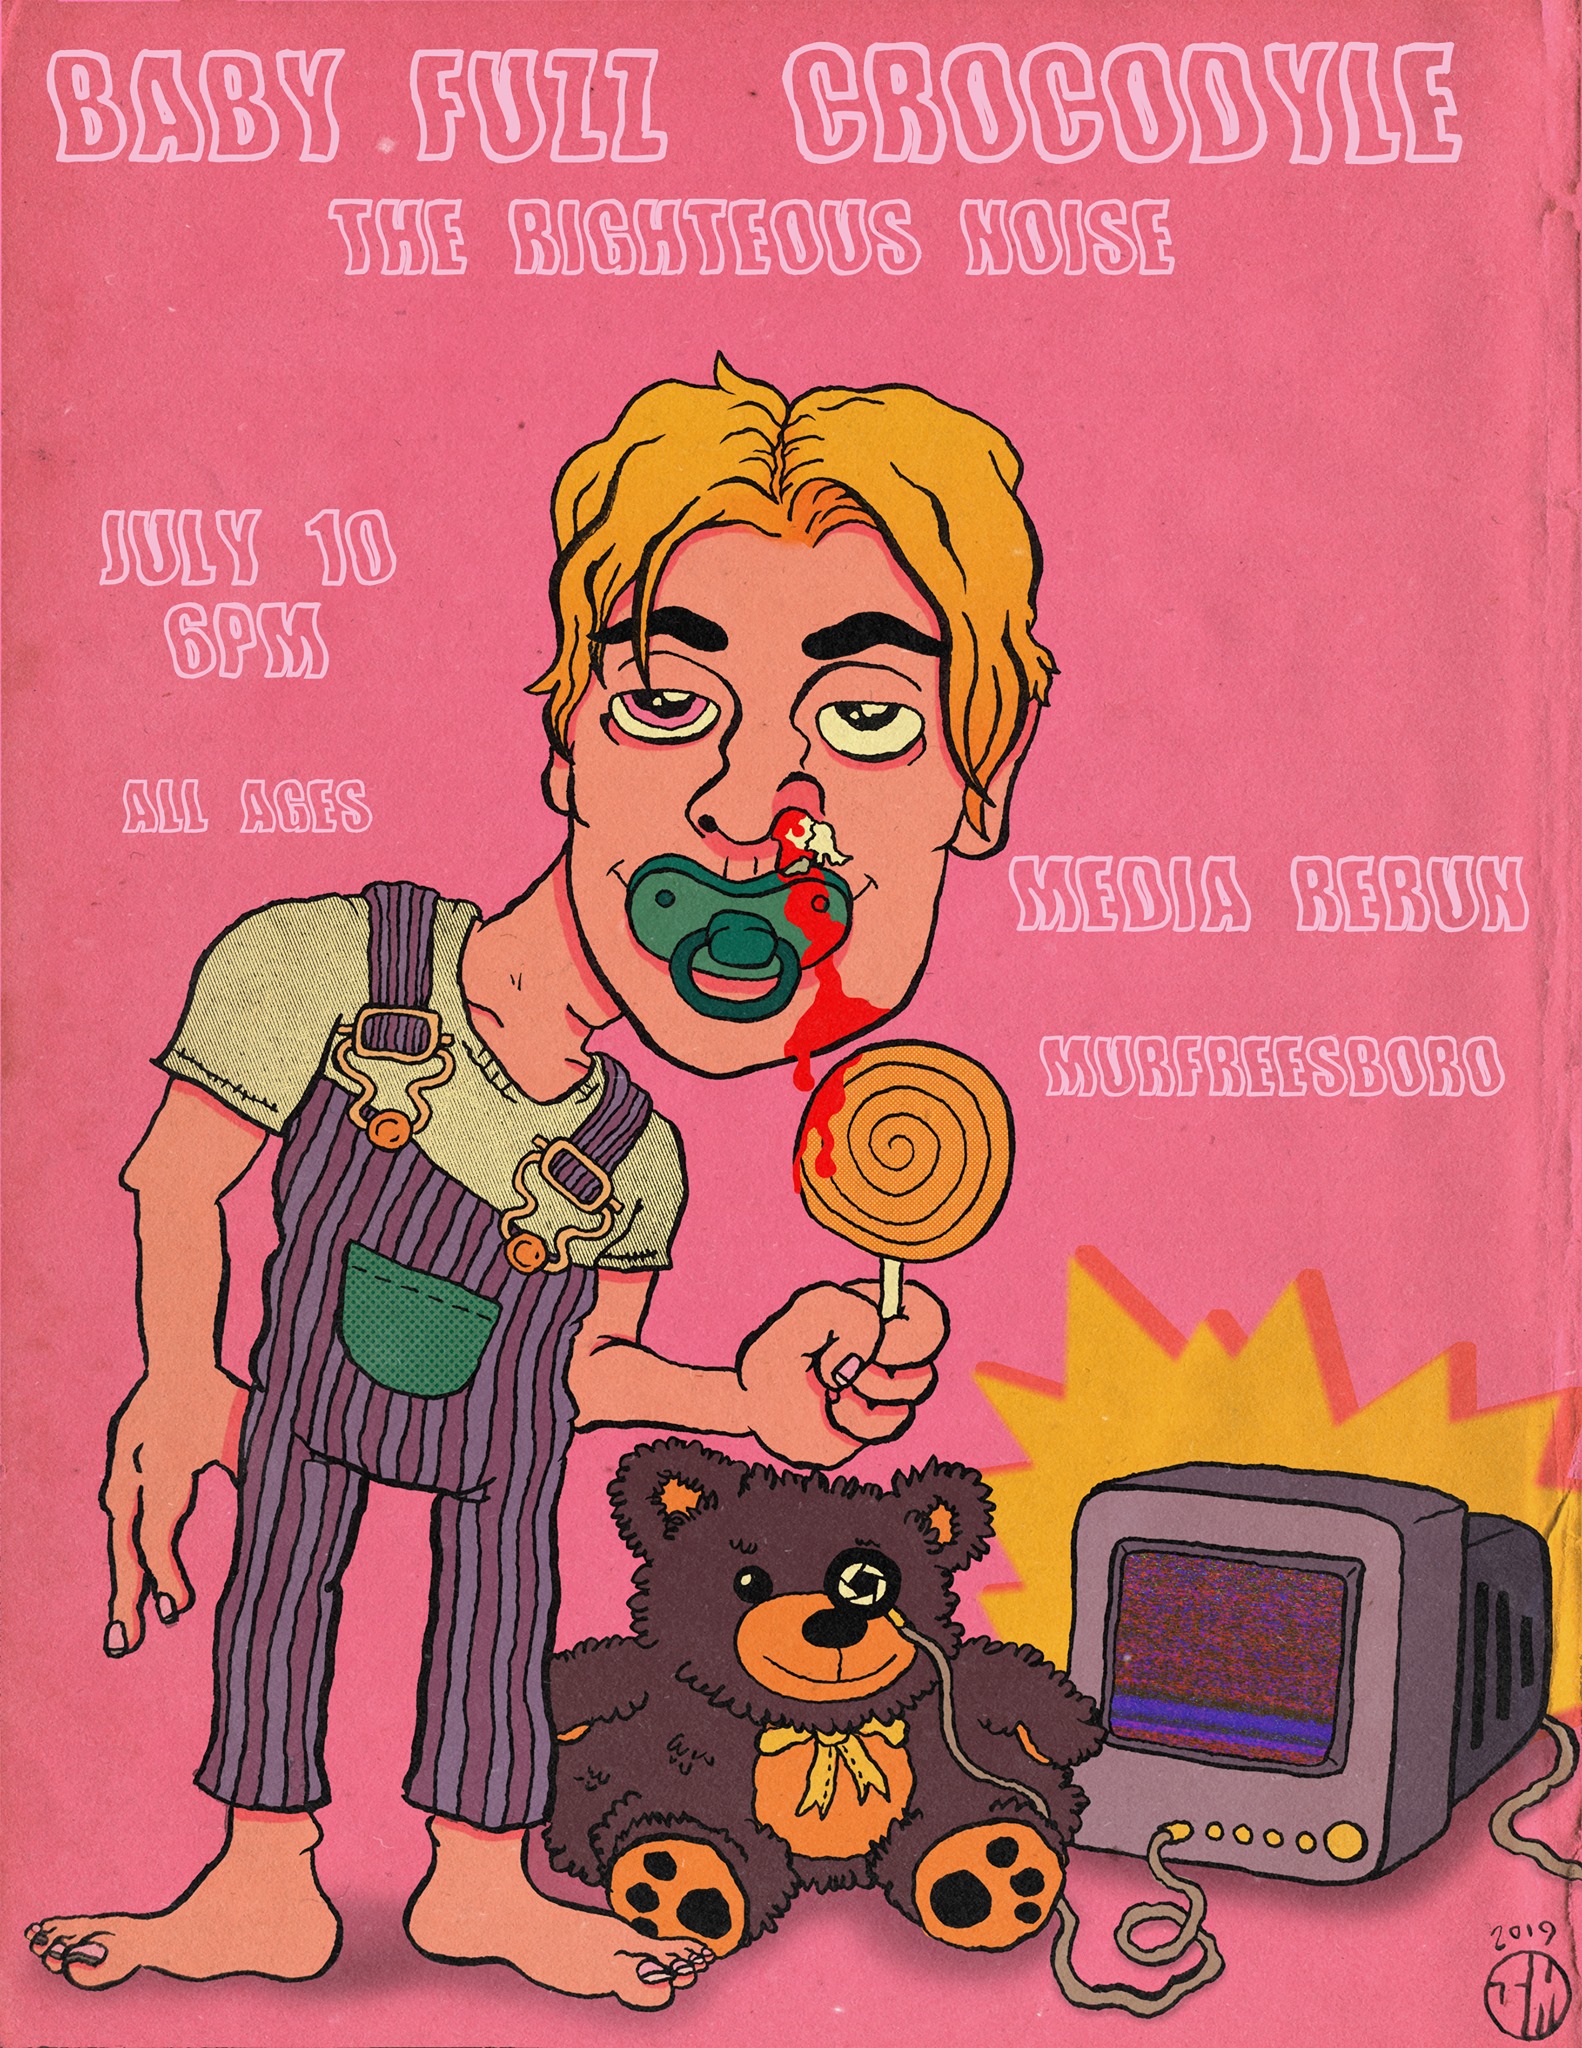 BABY FUZZ CROCODYLE
THE RIGHTEOUS NOISE
JULY 10
6PM
ALL AGES
MEDIA RERUN
MURFREESBORO
2019